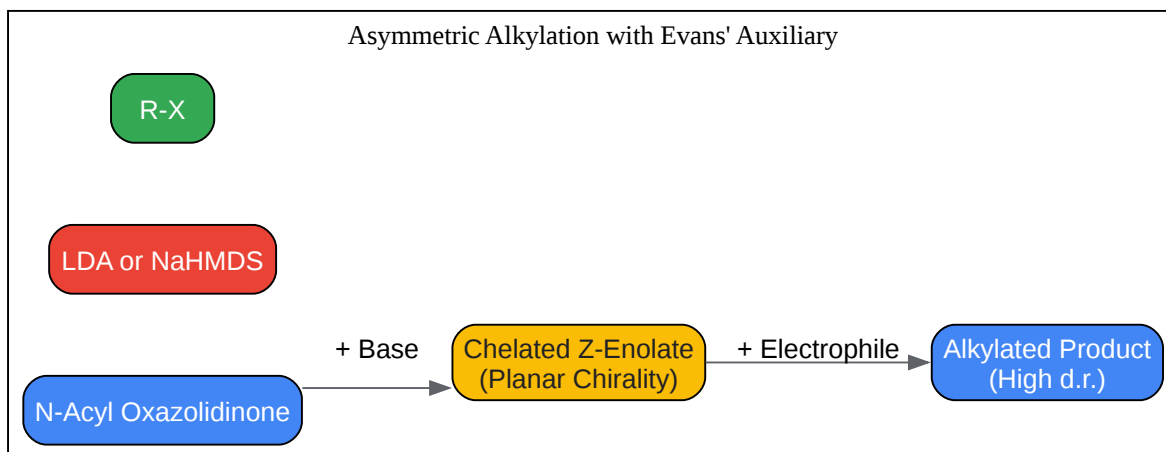 Asymmetric Alkylation with Evans' Auxiliary
R-X
LDA or NaHMDS
N-Acyl Oxazolidinone
+ Base
Chelated Z-Enolate
(Planar Chirality)
+ Electrophile
Alkylated Product
(High d.r.)